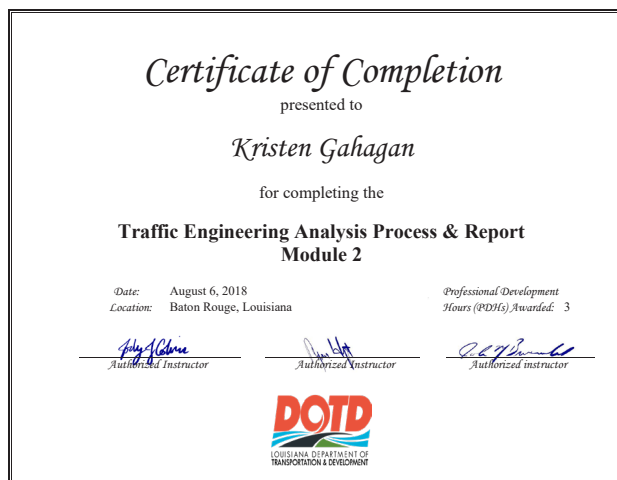 Certificate of Completion
presented to
Kristen Gahagan
for completing the
Traffic Engineering Analysis Process & Report
Module 2
Date: August 6, 2018
Location: Baton Rouge, Louisiana
Professional Development
Hours (PDHs) Awarded: 3
Authorized Instructor
Authorized Instructor
Authorized instructor
DOTD
LOUISIANA DEPARTMENT OF
TRANSPORTATION & DEVELOPMENT